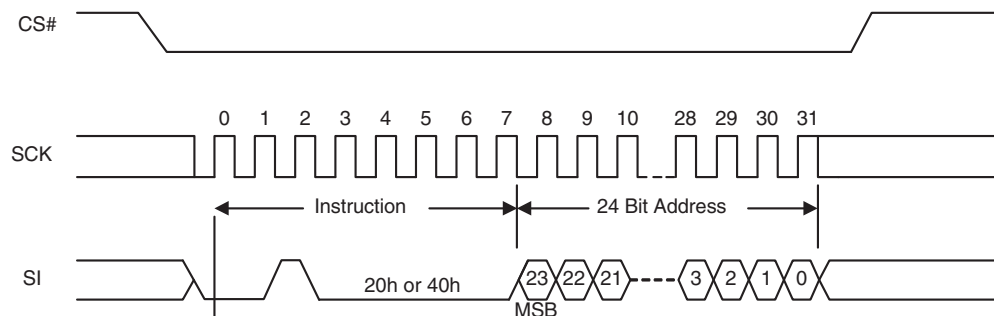 CS#
0 1 2 3 4 5 6 7 8 9 10 28 29 30 31
SCK
Instruction 24 Bit Address
SI 20h or 40h 23 22 21 3 2 1 0
MSB